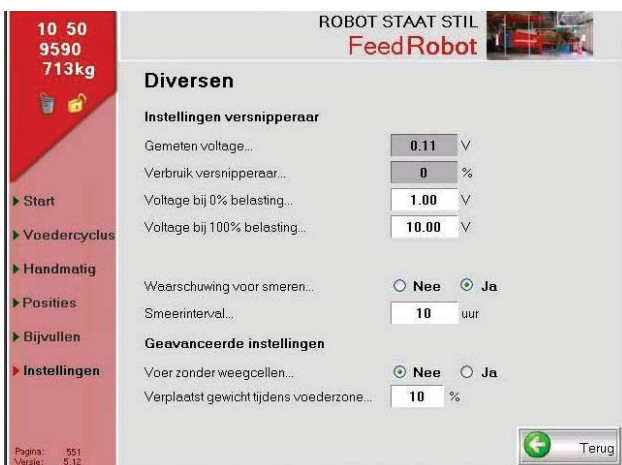 10 50
9590
713kg
ROBOT STAAT STIL
FeedRobot
Start
Voedercyclus
Handmatig
Posities
Bijvullen
Instellingen
Pagina: 551
Versie: 5.12
Diversen
Instellingen versnipperaar
Gemeten voltage... 0.11 V
Verbruik versnipperaar... 0 %
Voltage bij 0% belasting... 1.00 V
Voltage bij 100% belasting... 10.00 V
Waarschuwing voor smeren... Nee Ja
Smeerinterval... 10 uur
Geavanceerde instellingen
Voer zonder weegcellen... Nee Ja
Verplaatst gewicht tijdens voederzone... 10 %
Terug